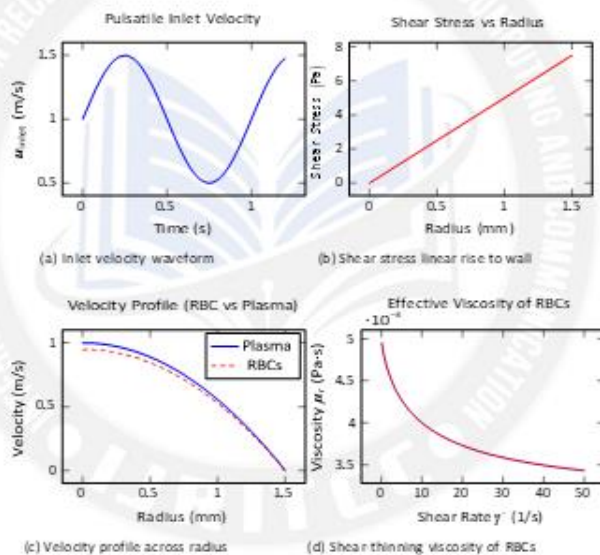 Pulsatile Inlet Velocity
1.5
1
0.5
u_inlet (m/s)
0 0.5 1
Time (s)
(a) Inlet velocity waveform
Shear Stress vs Radius
8
6
4
2
0
Shear Stress (Pa)
0 0.5 1 1.5
Radius (mm)
(b) Shear stress linear rise to wall
Velocity Profile (RBC vs Plasma)
Plasma
RBCs
1
0.5
0
Velocity (m/s)
0 0.5 1 1.5
Radius (mm)
(c) Velocity profile across radius
Effective Viscosity of RBCs
5
4.5
4
3.5
Viscosity μᵣ (Pa·s)
0 10 20 30 40 50
Shear Rate γ̇ (1/s)
(d) Shear thinning viscosity of RBCs